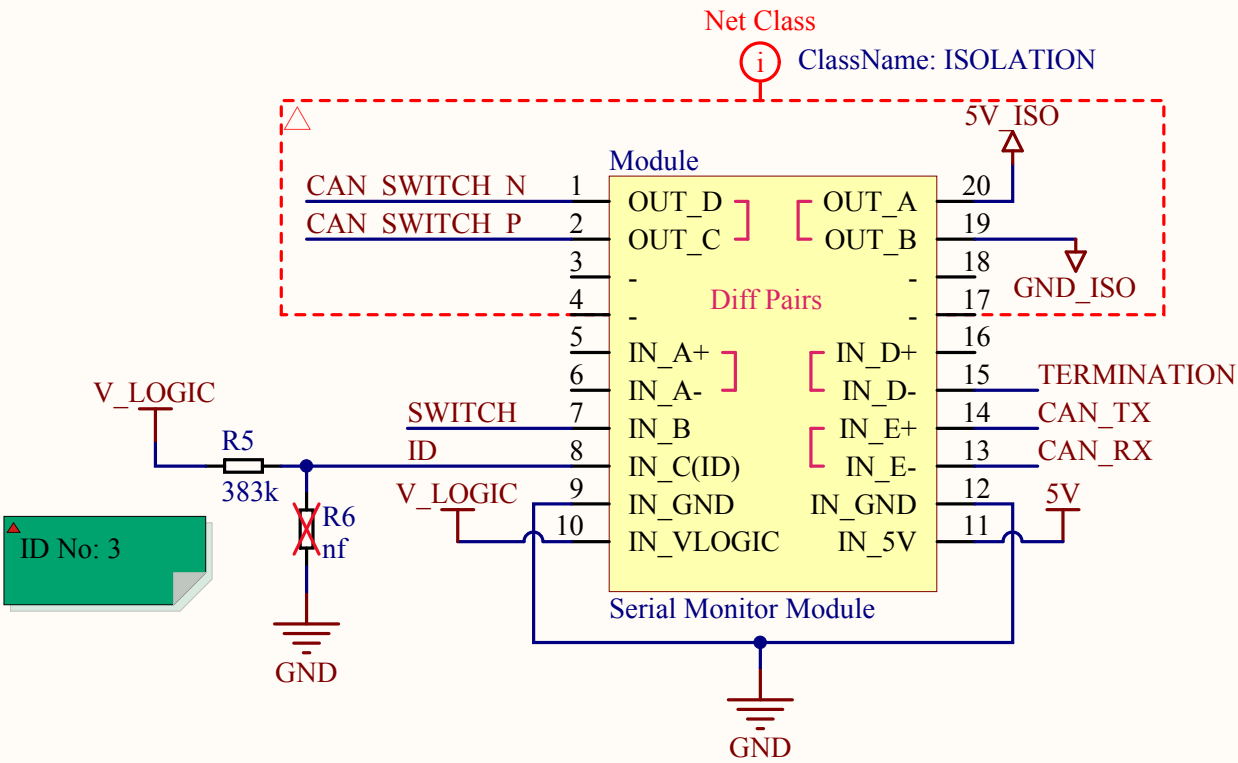 Net Class
i ClassName: ISOLATION
5V_ISO
Module
CAN_SWITCH_N 1 OUT_D OUT_A 20
CAN_SWITCH_P 2 OUT_C OUT_B 19
3 - - 18
GND_ISO
4 - Diff Pairs - 17
5 IN_A+ IN_D+ 16
6 IN_A- IN_D- 15 TERMINATION
V_LOGIC
SWITCH 7 IN_B IN_E+ 14 CAN_TX
R5
383k
ID 8 IN_C(ID) IN_E- 13 CAN_RX
V_LOGIC 9 IN_GND IN_GND 12 5V
R6
nf
10 IN_VLOGIC IN_5V 11
ID No: 3
Serial Monitor Module
GND
GND